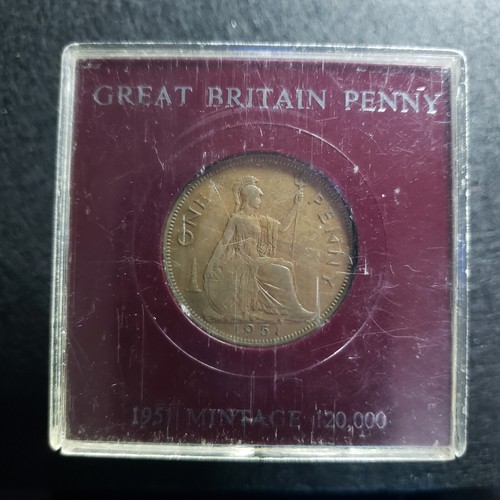 GREAT BRITAIN PENNY
ONE PENNY
1951
1951 MINTAGE 120,000